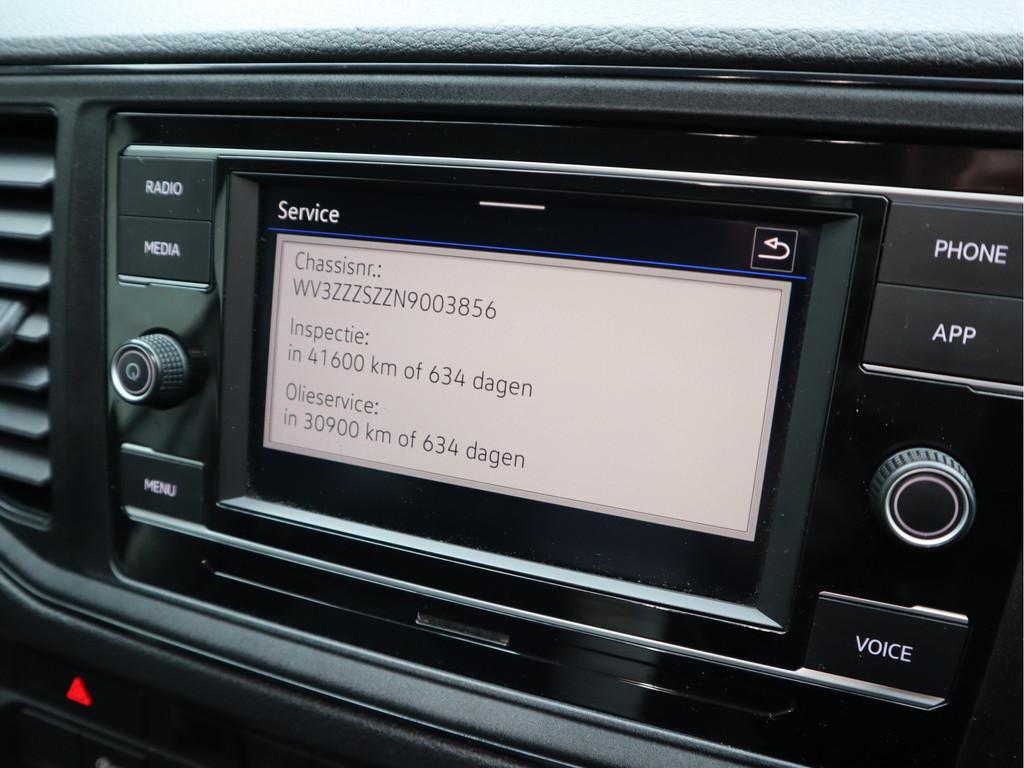 RADIO
MEDIA
MENU
Service
Chassisnr.:
WV3ZZZSZZN9003856
Inspectie:
in 41600 km of 634 dagen
Olieservice:
in 30900 km of 634 dagen
PHONE
APP
VOICE